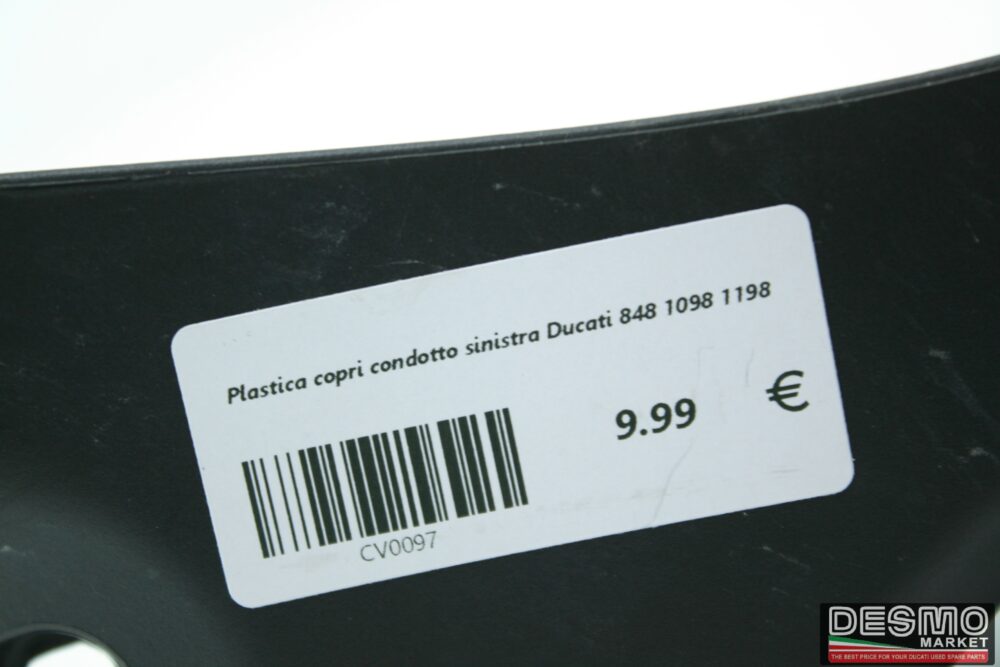 Plastica copri condotto sinistra Ducati 848 1098 1198
9.99 €
CV0097
DESMO
MARKET
THE BEST PRICE FOR YOUR DUCATI USED SPARE PARTS